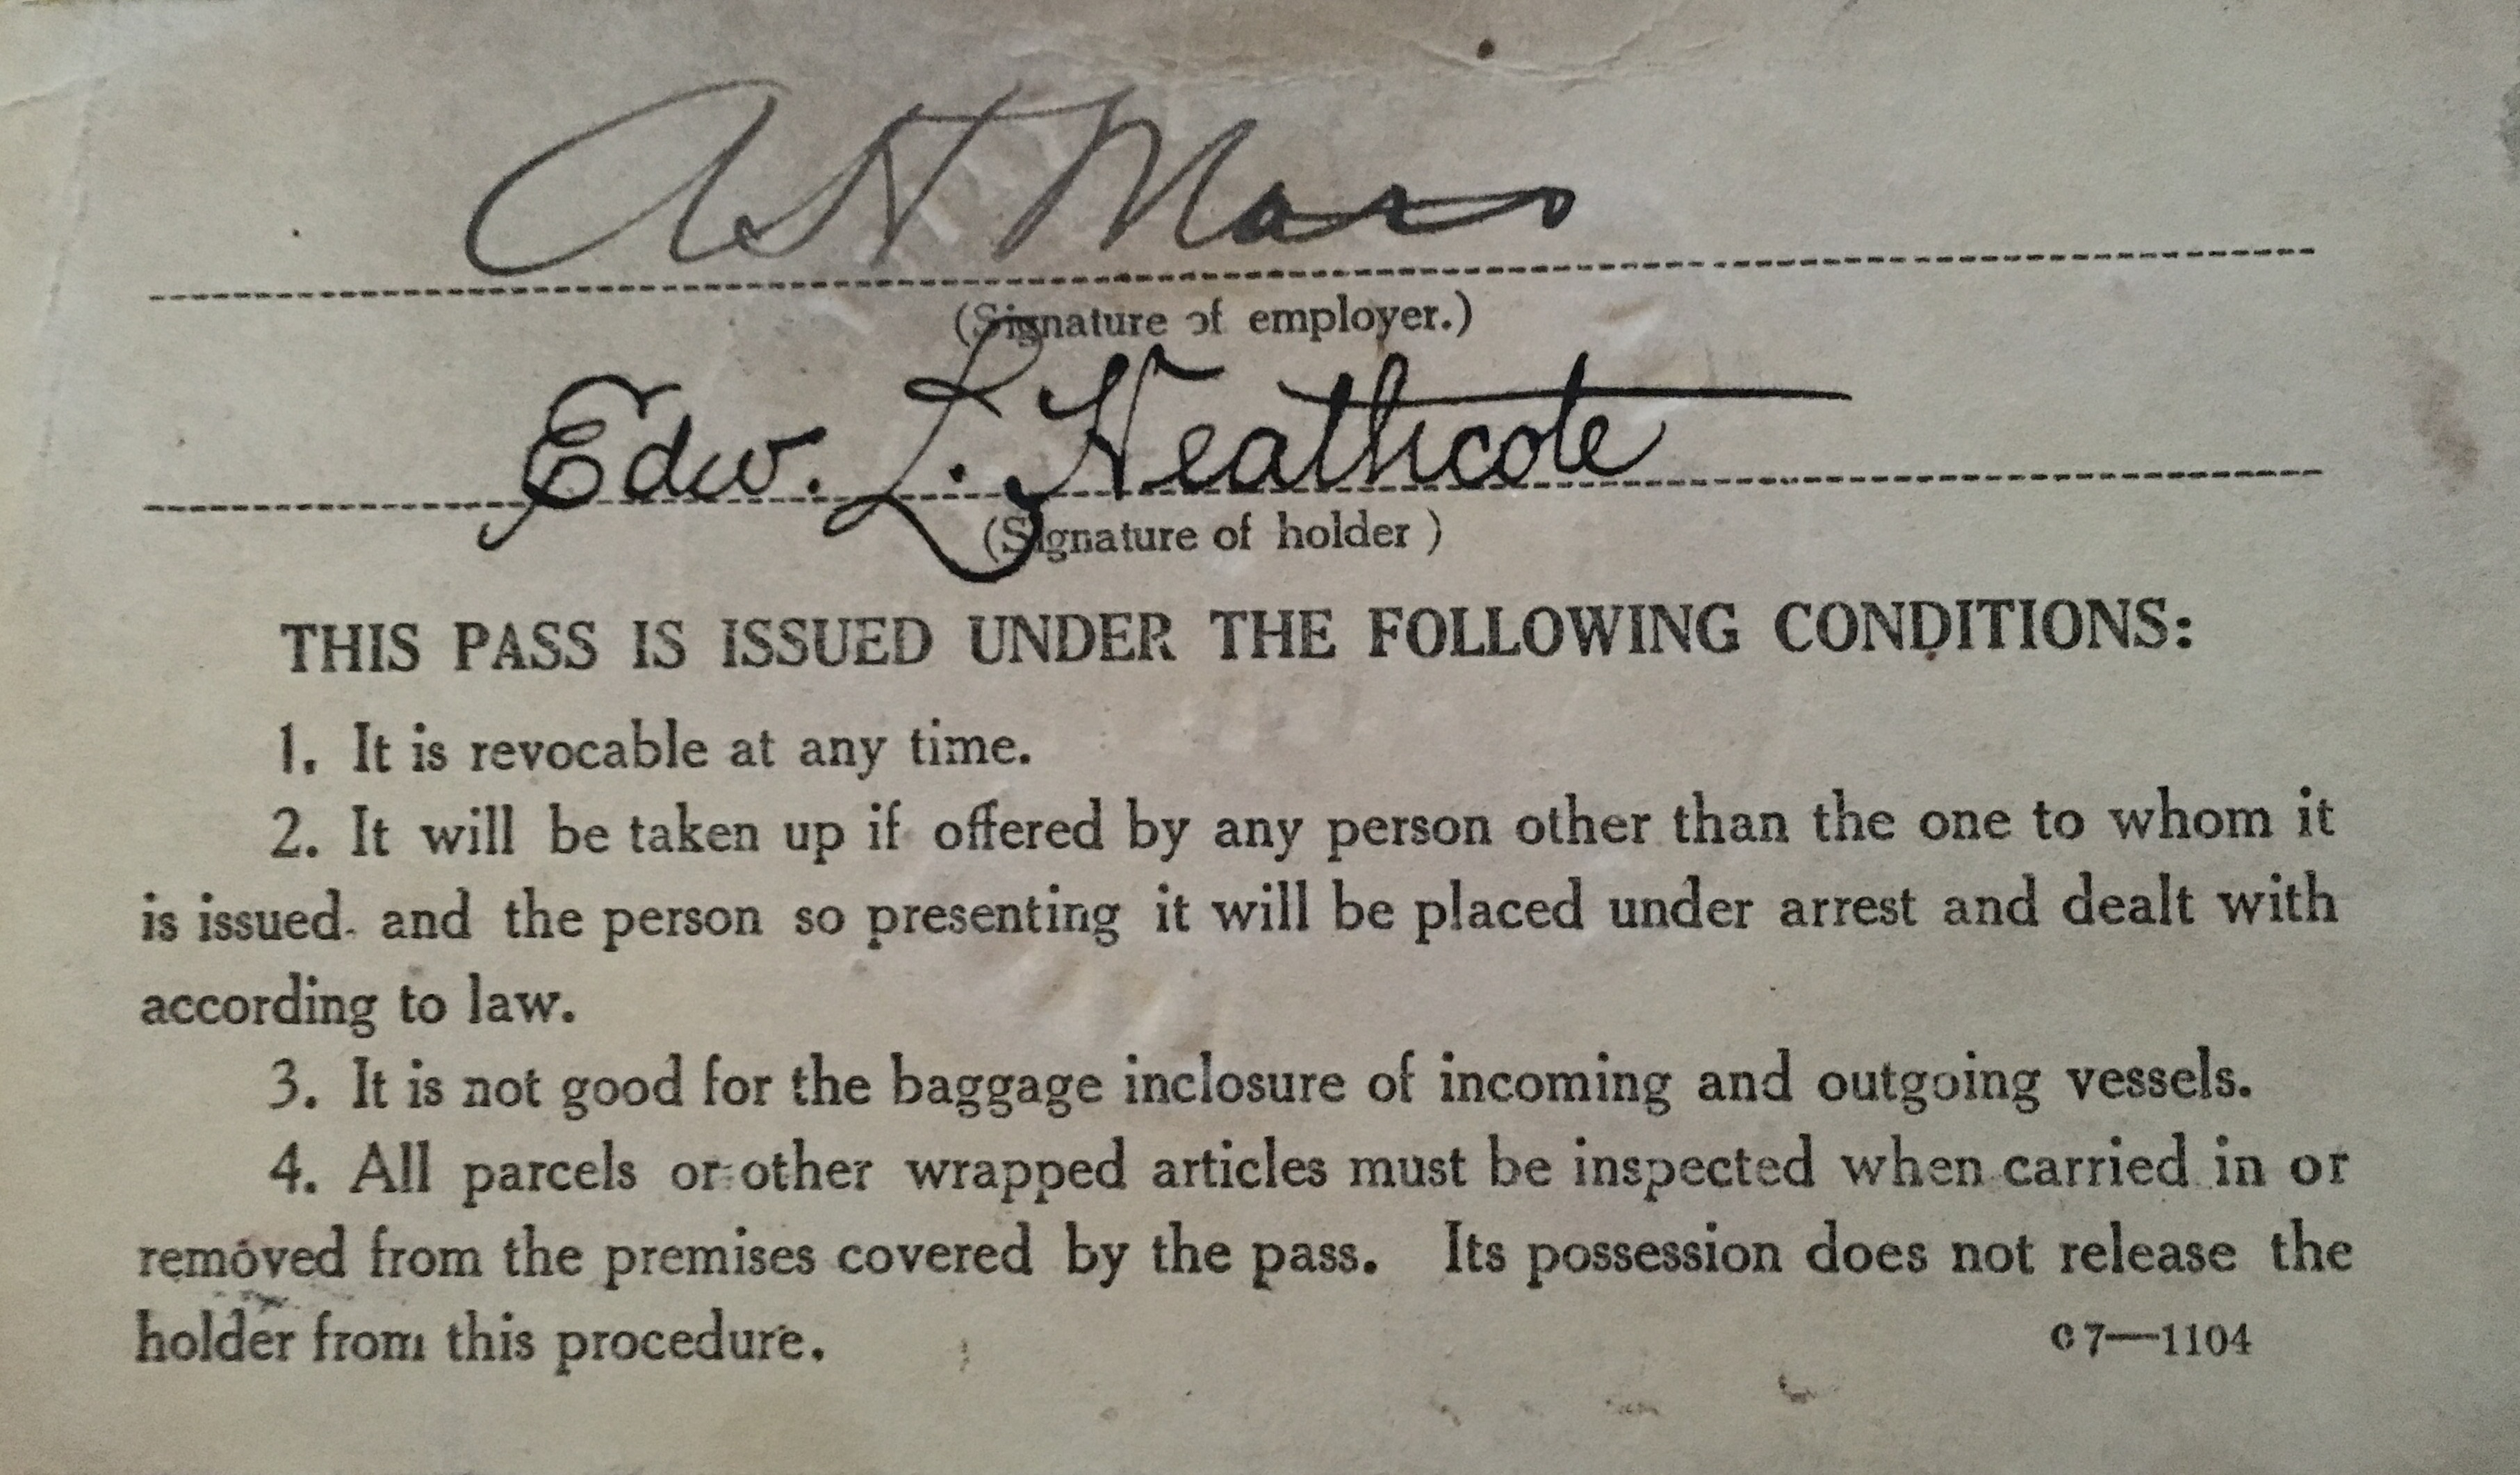 (Signature of employer.)
Edw. L. Heathcote
(Signature of holder )
THIS PASS IS ISSUED UNDER THE FOLLOWING CONDITIONS:
1. It is revocable at any time.
2. It will be taken up if offered by any person other than the one to whom it
is issued. and the person so presenting it will be placed under arrest and dealt with
according to law.
3. It is not good for the baggage inclosure of incoming and outgoing vessels.
4. All parcels or other wrapped articles must be inspected when carried in or
removed from the premises covered by the pass. Its possession does not release the
holder from this procedure.
C7—1104